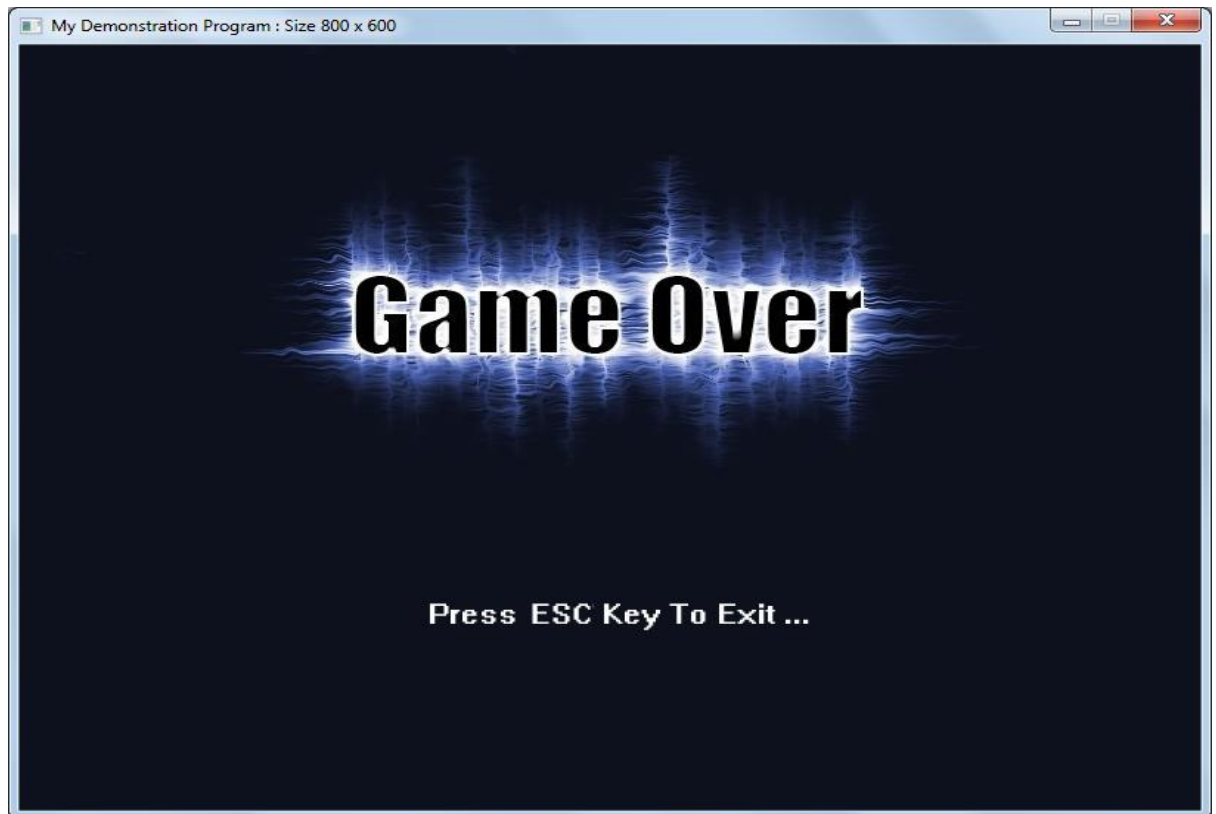 My Demonstration Program : Size 800 x 600
Game Over
Press ESC Key To Exit ...